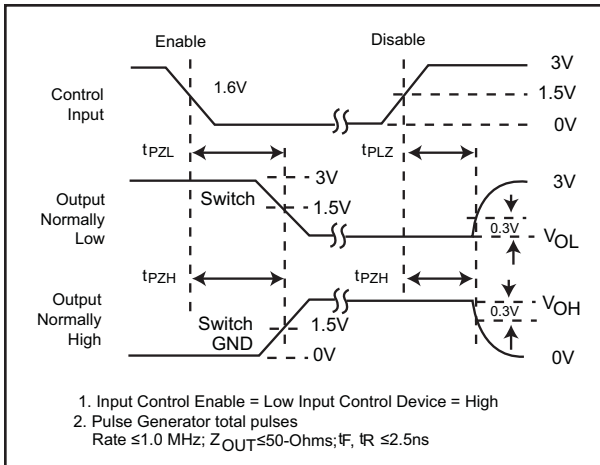 Enable Disable
3V
1.6V 1.5V
Control
Input
0V
tPZL tPLZ
3V 3V
Output
Normally
Low
Switch 1.5V
0.3V
VOL
tPZH tPZH
Output
Normally
High
VOH
0.3V
Switch 1.5V
GND
0V 0V
1. Input Control Enable = Low Input Control Device = High
2. Pulse Generator total pulses
Rate ≤1.0 MHz; ZOUT≤50-Ohms;tF, tR ≤2.5ns